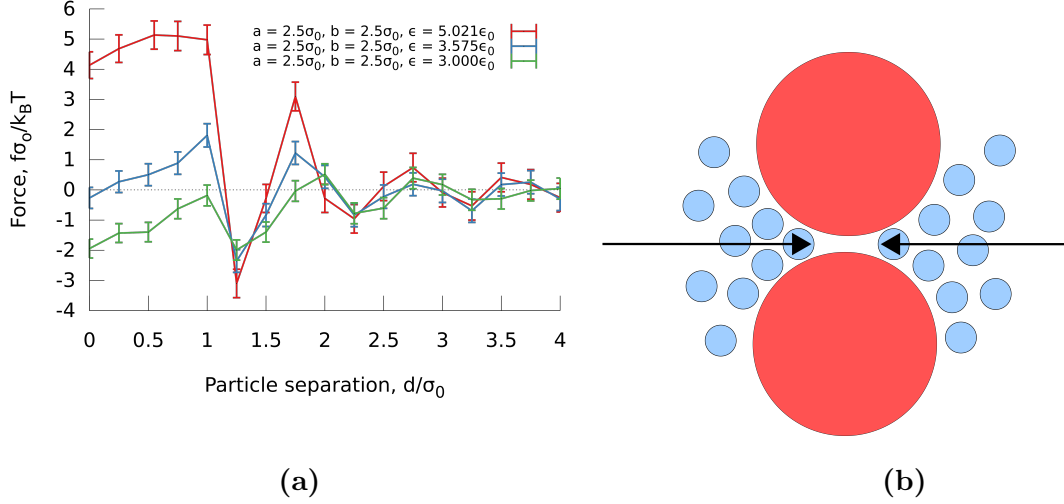 6
5
4
3
2
1
0
-1
-2
-3
-4
Force, fσ₀/k_BT
a = 2.5σ₀, b = 2.5σ₀, ϵ = 5.021ϵ₀
a = 2.5σ₀, b = 2.5σ₀, ϵ = 3.575ϵ₀
a = 2.5σ₀, b = 2.5σ₀, ϵ = 3.000ϵ₀
0 0.5 1 1.5 2 2.5 3 3.5 4
Particle separation, d/σ₀
(a) (b)